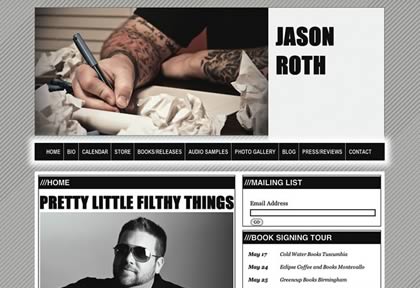 JASON
ROTH
HOME BIO CALENDAR STORE BOOKS/RELEASES AUDIO SAMPLES PHOTO GALLERY BLOG PRESS/REVIEWS CONTACT
///HOME
PRETTY LITTLE FILTHY THINGS
///MAILING LIST
Email Address
GO
///BOOK SIGNING TOUR
May 17 Cold Water Books Tuscumbia
May 24 Eclipse Coffee and Books Montevallo
May 25 Greencup Books Birmingham